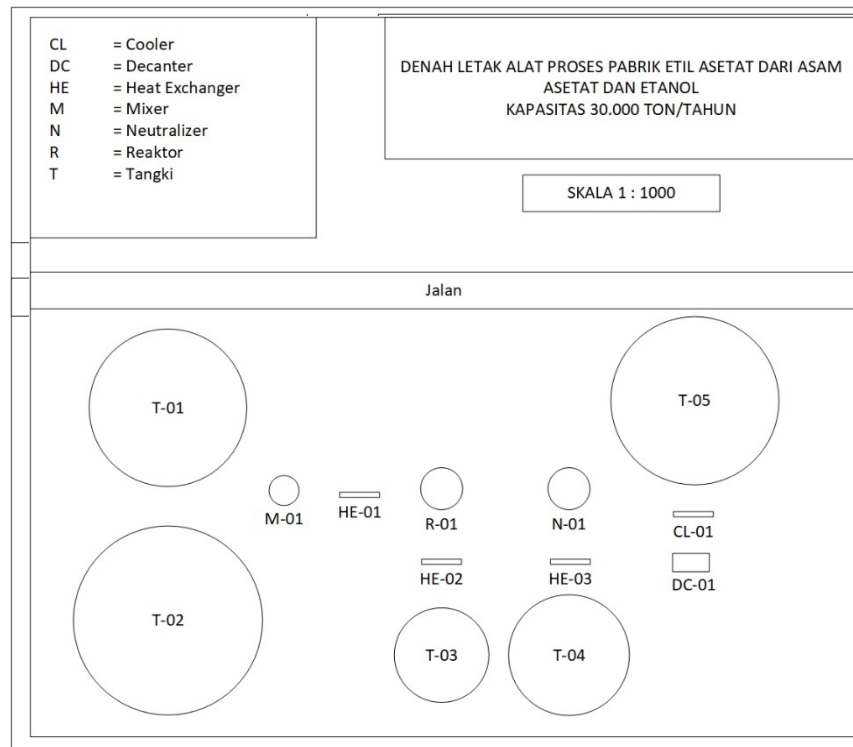 CL = Cooler
DC = Decanter
HE = Heat Exchanger
M = Mixer
N = Neutralizer
R = Reaktor
T = Tangki
DENAH LETAK ALAT PROSES PABRIK ETIL ASETAT DARI ASAM
ASETAT DAN ETANOL
KAPASITAS 30.000 TON/TAHUN
SKALA 1 : 1000
Jalan
T-01
T-05
M-01
HE-01
R-01
N-01
CL-01
HE-02
HE-03
DC-01
T-02
T-03
T-04